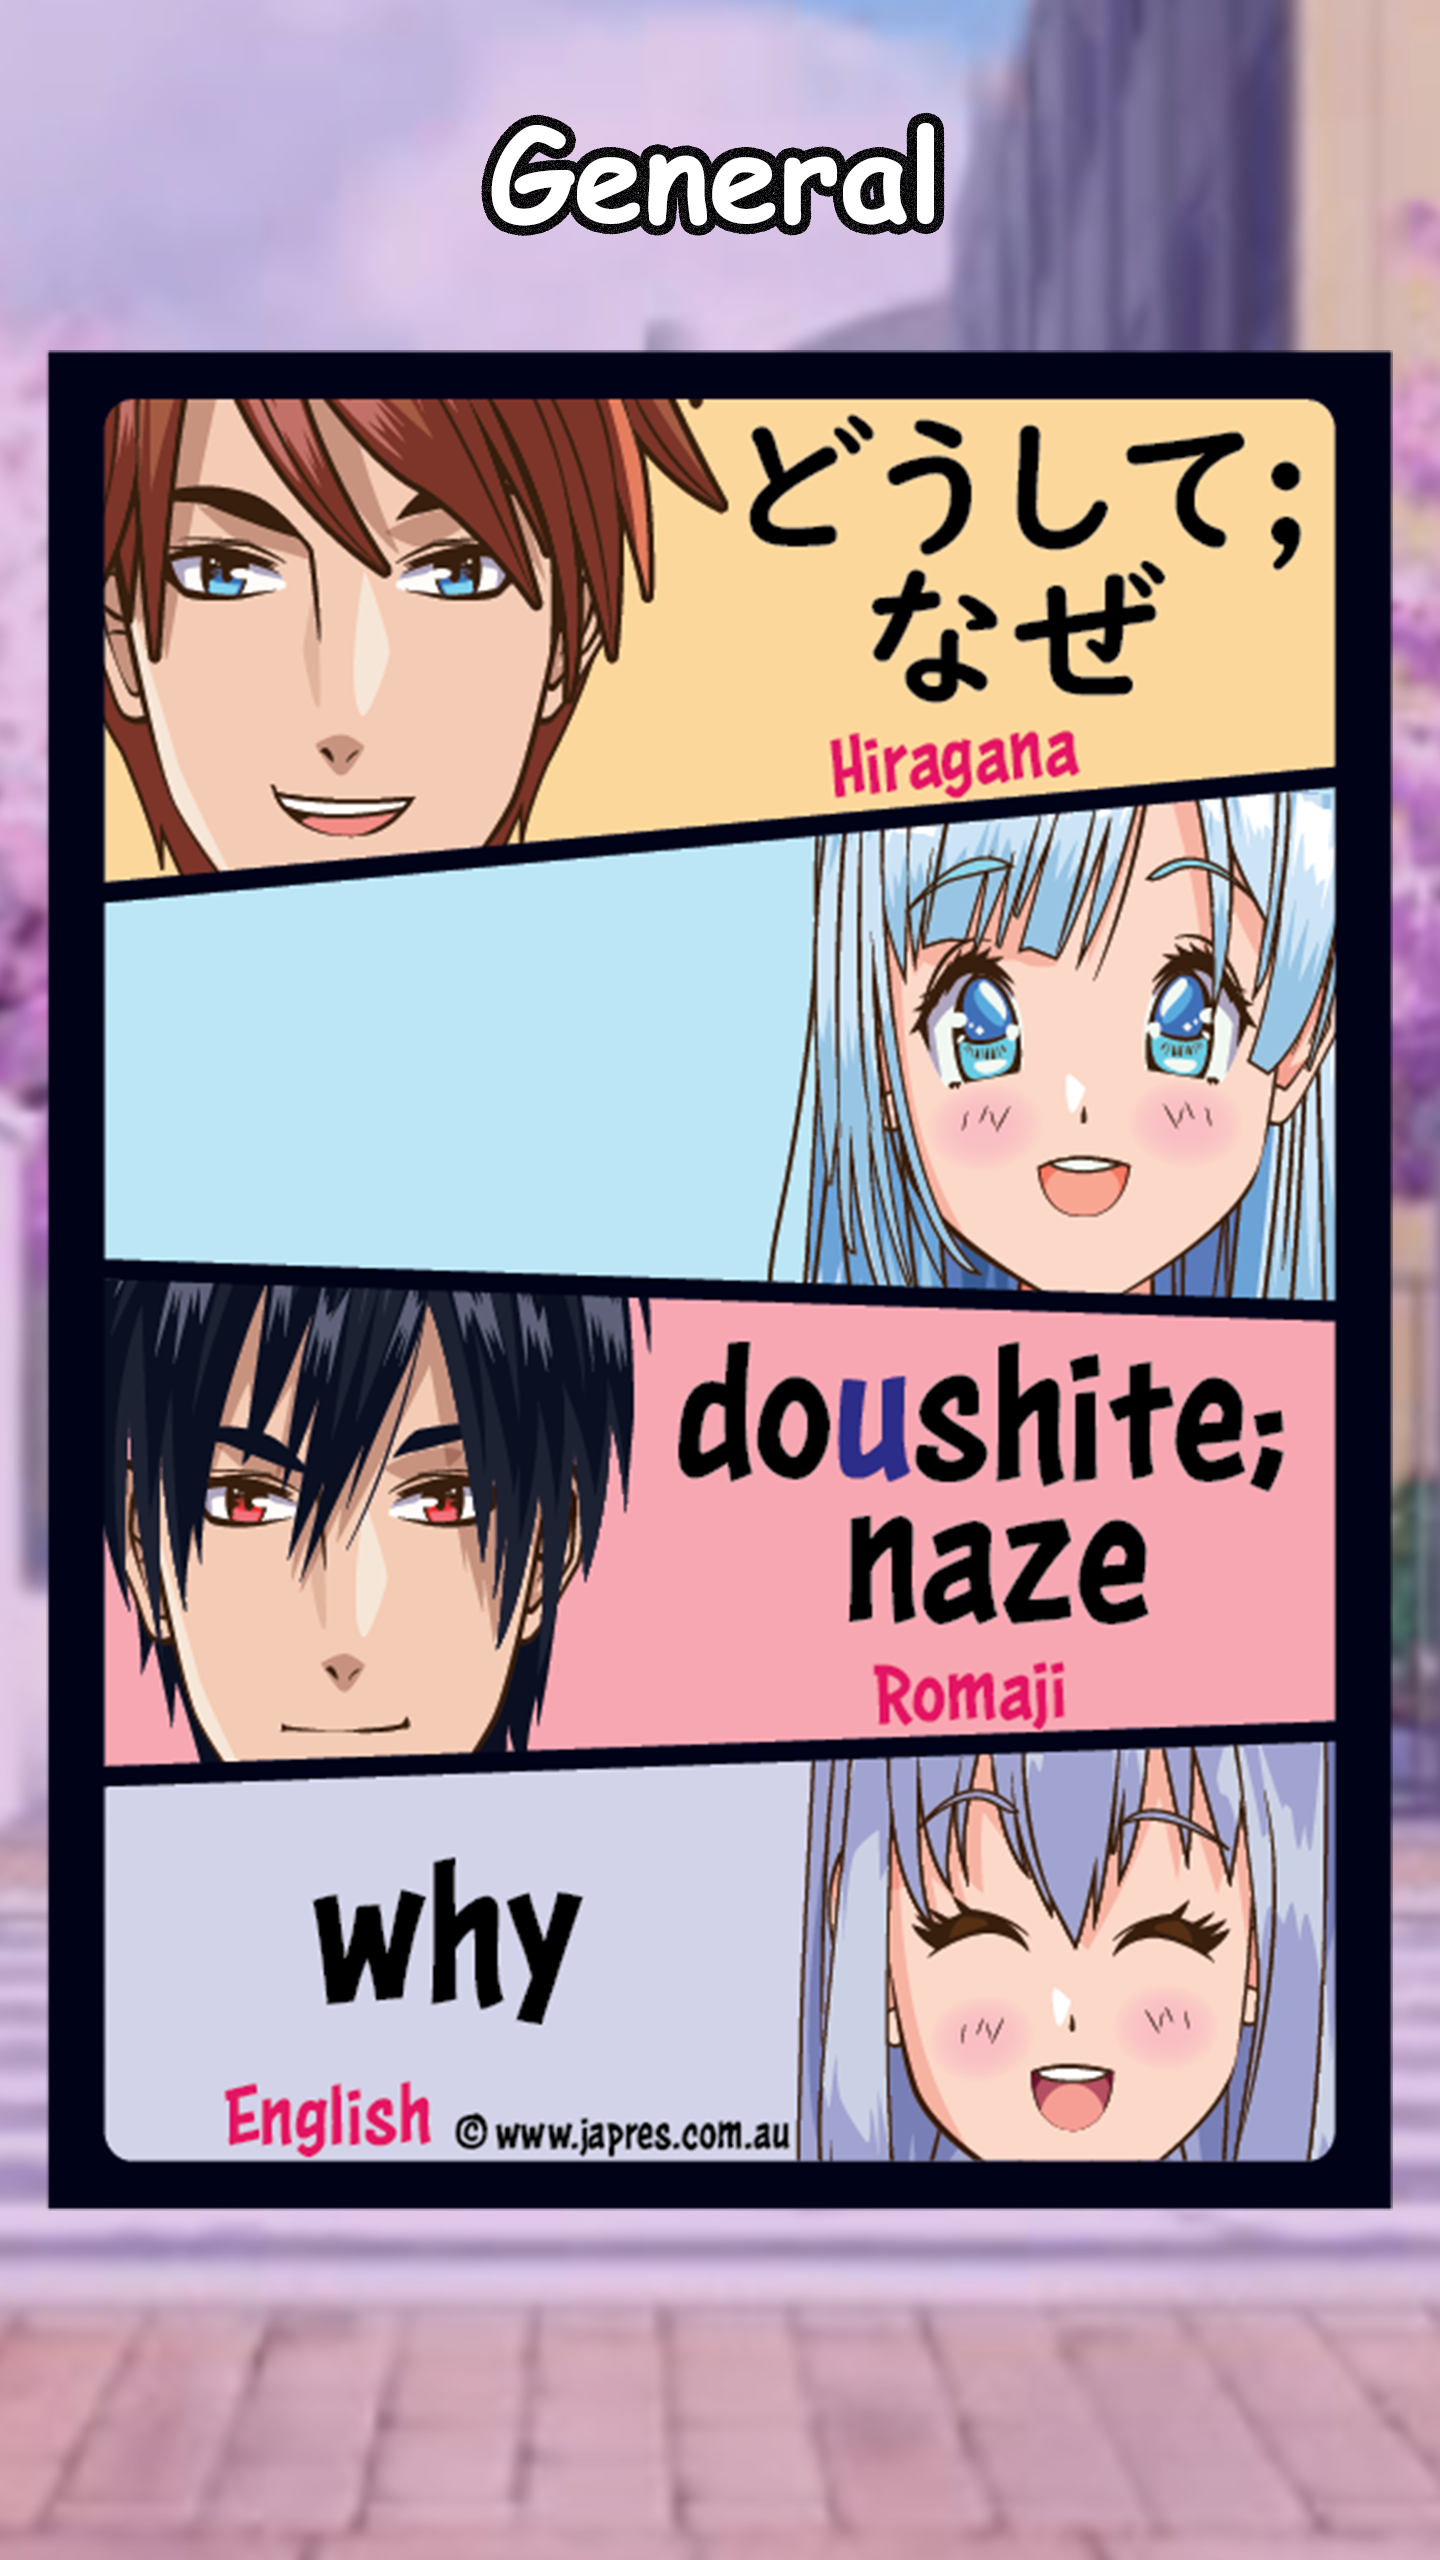 General
どうして;
なぜ
Hiragana
doushite;
naze
Romaji
why
English
© www.japres.com.au